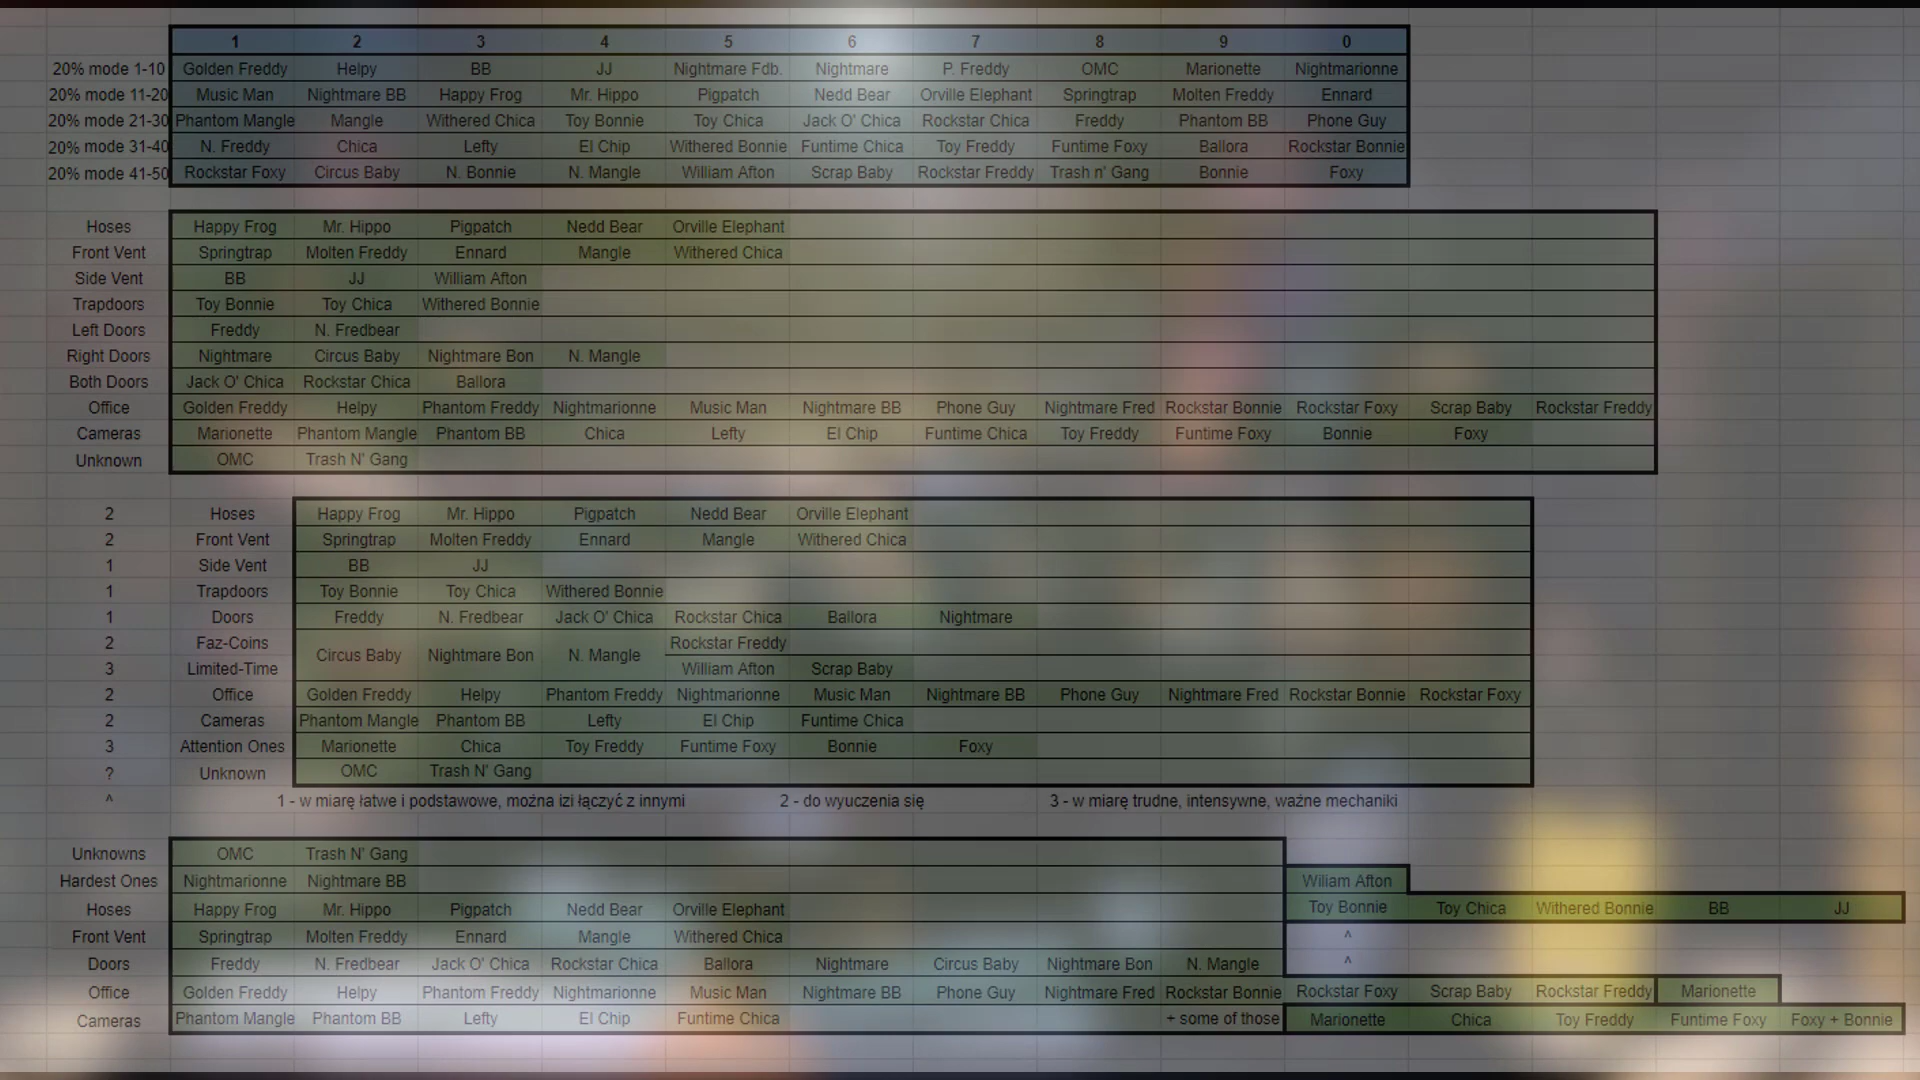 1 2 3 4 5 6 7 8 9 0
20% mode 1-10 Golden Freddy Helpy BB JJ Nightmare Fdb. Nightmare P. Freddy OMC Marionette Nightmarionne
20% mode 11-20 Music Man Nightmare BB Happy Frog Mr. Hippo Pigpatch Nedd Bear Orville Elephant Springtrap Molten Freddy Ennard
20% mode 21-30 Phantom Mangle Mangle Withered Chica Toy Bonnie Toy Chica Jack O' Chica Rockstar Chica Freddy Phantom BB Phone Guy
20% mode 31-40 N. Freddy Chica Lefty El Chip Withered Bonnie Funtime Chica Toy Freddy Funtime Foxy Ballora Rockstar Bonnie
20% mode 41-50 Rockstar Foxy Circus Baby N. Bonnie N. Mangle William Afton Scrap Baby Rockstar Freddy Trash n' Gang Bonnie Foxy
Hoses Happy Frog Mr. Hippo Pigpatch Nedd Bear Orville Elephant
Front Vent Springtrap Molten Freddy Ennard Mangle Withered Chica
Side Vent BB JJ William Afton
Trapdoors Toy Bonnie Toy Chica Withered Bonnie
Left Doors Freddy N. Fredbear
Right Doors Nightmare Circus Baby Nightmare Bon N. Mangle
Both Doors Jack O' Chica Rockstar Chica Ballora
Office Golden Freddy Helpy Phantom Freddy Nightmarionne Music Man Nightmare BB Phone Guy Nightmare Fred Rockstar Bonnie Rockstar Foxy Scrap Baby Rockstar Freddy
Cameras Marionette Phantom Mangle Phantom BB Chica Lefty El Chip Funtime Chica Toy Freddy Funtime Foxy Bonnie Foxy
Unknown OMC Trash N' Gang
2 Hoses Happy Frog Mr. Hippo Pigpatch Nedd Bear Orville Elephant
2 Front Vent Springtrap Molten Freddy Ennard Mangle Withered Chica
1 Side Vent BB JJ
1 Trapdoors Toy Bonnie Toy Chica Withered Bonnie
1 Doors Freddy N. Fredbear Jack O' Chica Rockstar Chica Ballora Nightmare
2 Faz-Coins Circus Baby Nightmare Bon N. Mangle Rockstar Freddy
3 Limited-Time William Afton Scrap Baby
2 Office Golden Freddy Helpy Phantom Freddy Nightmarionne Music Man Nightmare BB Phone Guy Nightmare Fred Rockstar Bonnie Rockstar Foxy
2 Cameras Phantom Mangle Phantom BB Lefty El Chip Funtime Chica
3 Attention Ones Marionette Chica Toy Freddy Funtime Foxy Bonnie Foxy
? Unknown OMC Trash N' Gang
^ 1 - w miarę łatwe i podstawowe, można izi łączyć z innymi 2 - do wyuczenia się 3 - w miarę trudne, intensywne, ważne mechaniki
Unknowns OMC Trash N' Gang
Hardest Ones Nightmarionne Nightmare BB Wiliam Afton
Hoses Happy Frog Mr. Hippo Pigpatch Nedd Bear Orville Elephant Toy Bonnie Toy Chica Withered Bonnie BB JJ
Front Vent Springtrap Molten Freddy Ennard Mangle Withered Chica ^
Doors Freddy N. Fredbear Jack O' Chica Rockstar Chica Ballora Nightmare Circus Baby Nightmare Bon N. Mangle ^
Office Golden Freddy Helpy Phantom Freddy Nightmarionne Music Man Nightmare BB Phone Guy Nightmare Fred Rockstar Bonnie Rockstar Foxy Scrap Baby Rockstar Freddy Marionette
Cameras Phantom Mangle Phantom BB Lefty El Chip Funtime Chica + some of those Marionette Chica Toy Freddy Funtime Foxy Foxy + Bonnie